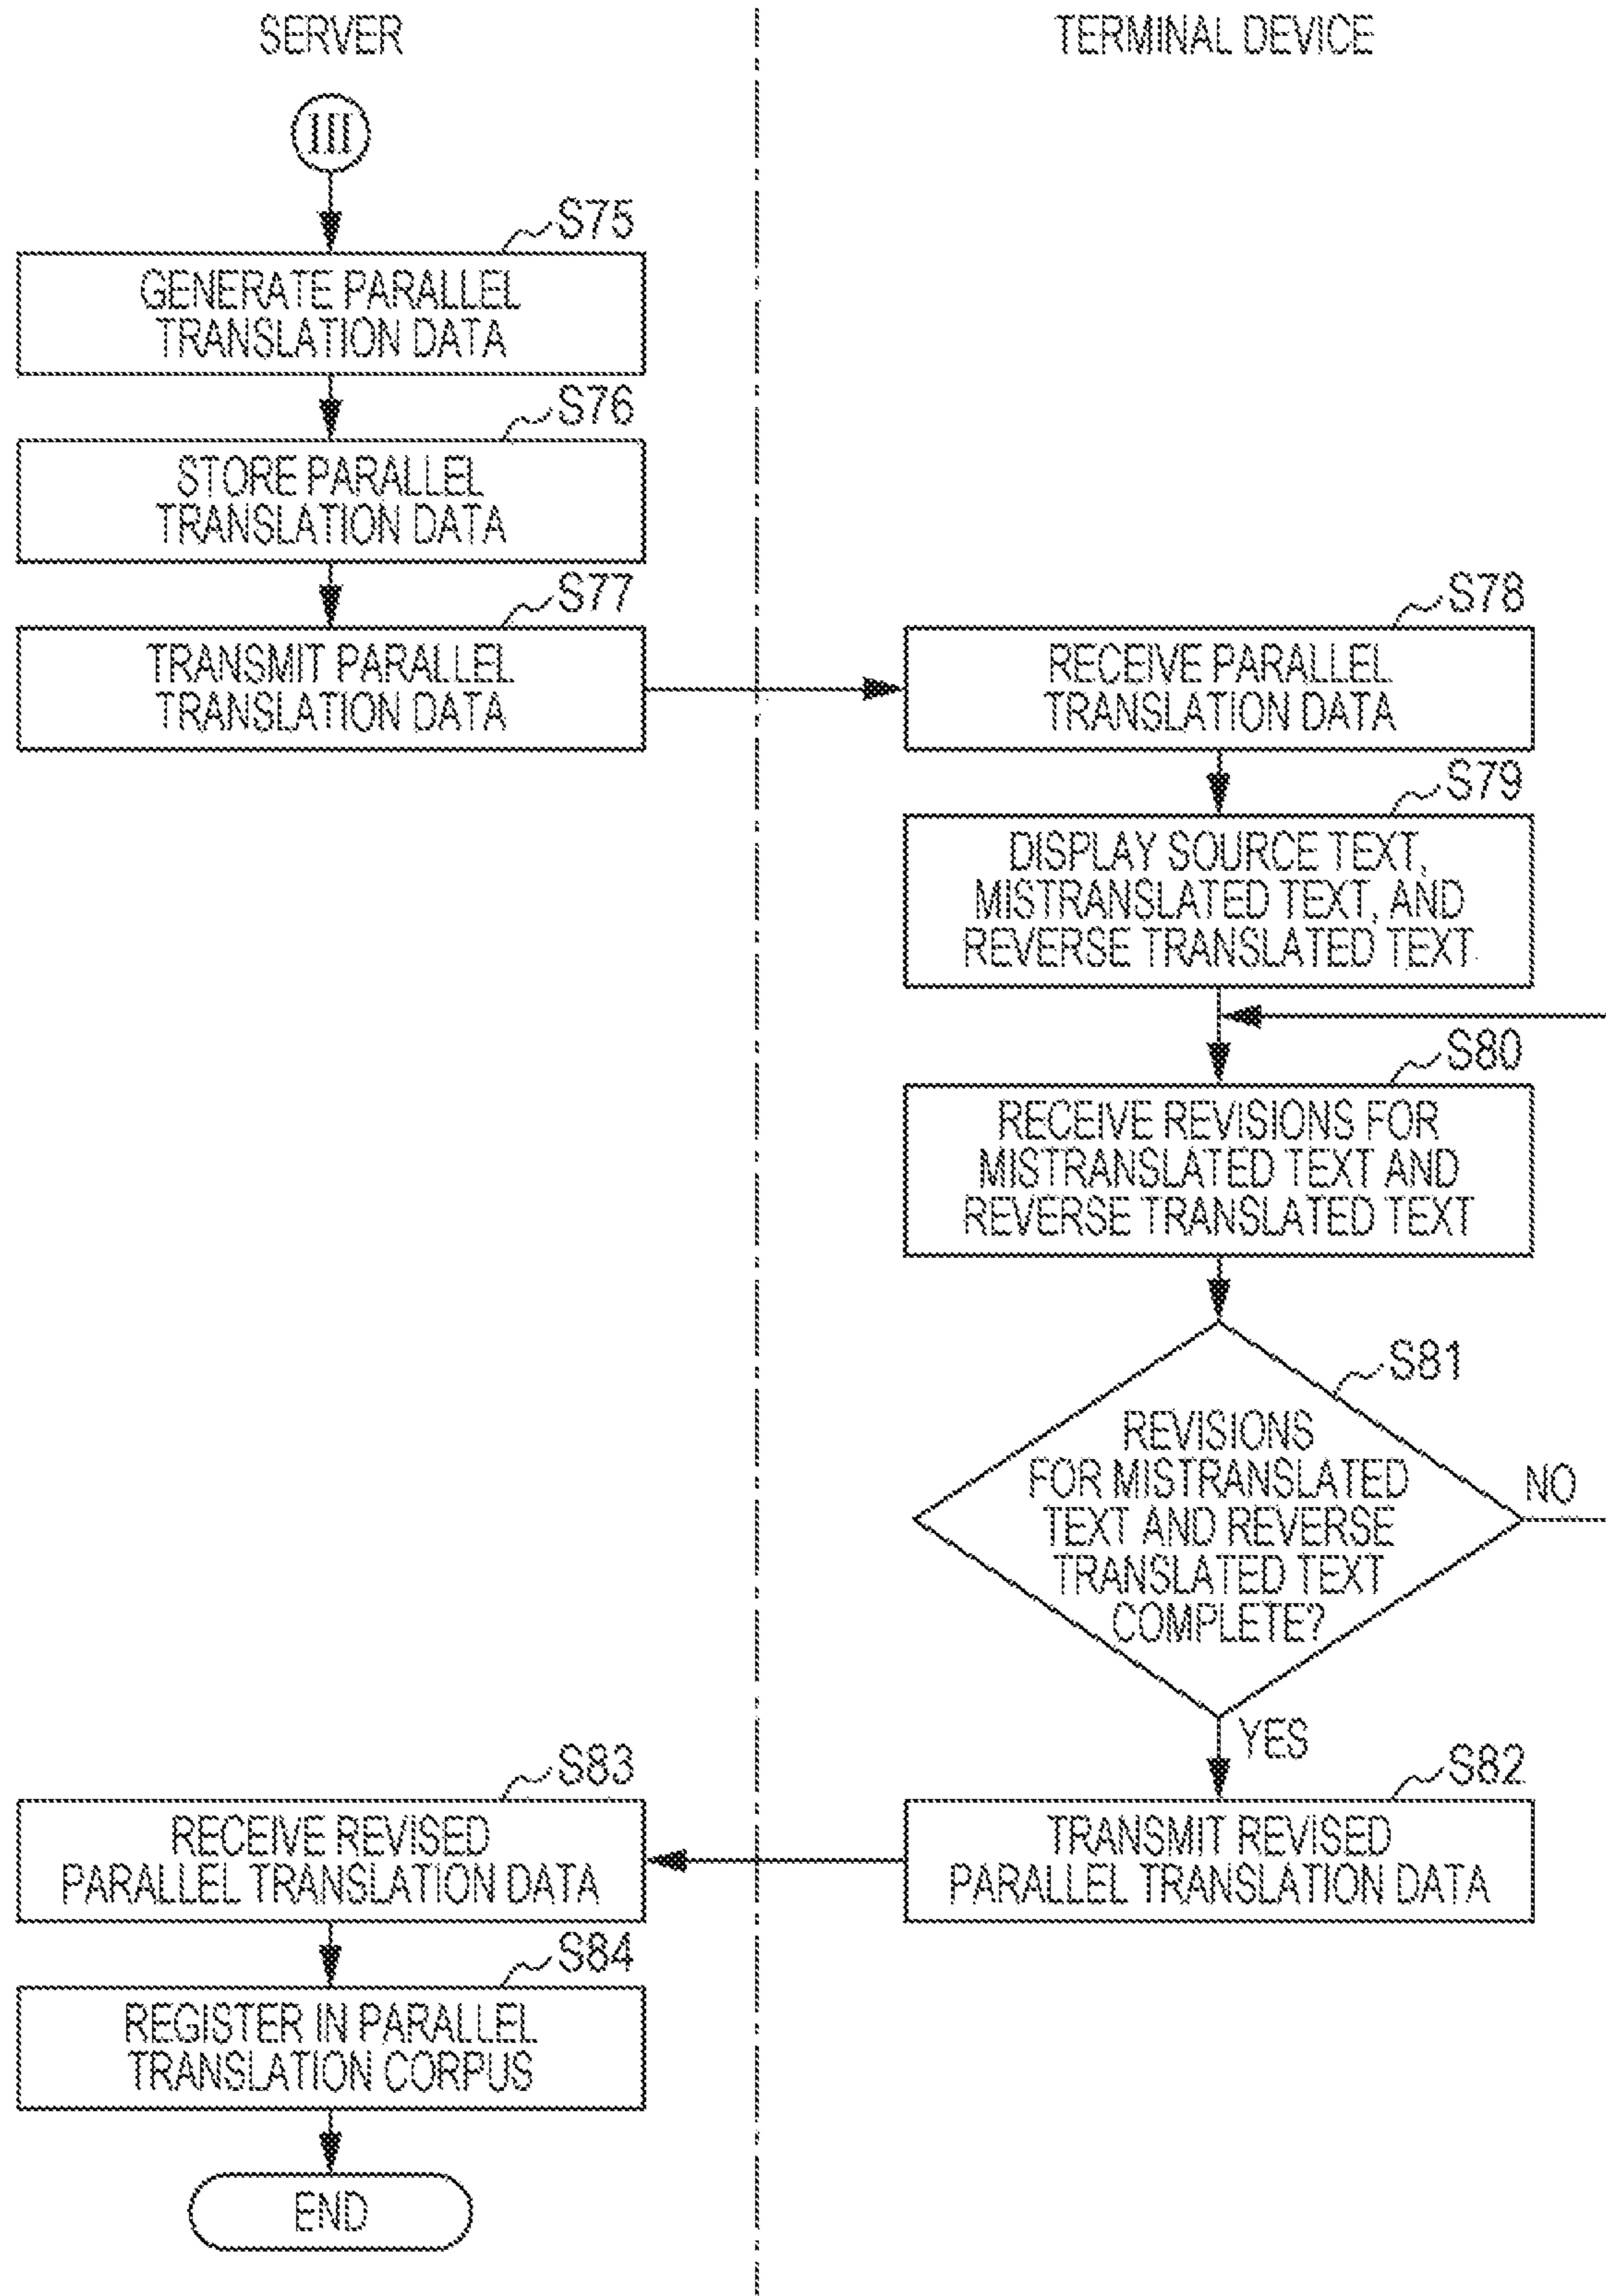 SERVER
TERMINAL DEVICE
III
S75
GENERATE PARALLEL
TRANSLATION DATA
S76
STORE PARALLEL
TRANSLATION DATA
S77
TRANSMIT PARALLEL
TRANSLATION DATA
S78
RECEIVE PARALLEL
TRANSLATION DATA
S79
DISPLAY SOURCE TEXT,
MISTRANSLATED TEXT, AND
REVERSE TRANSLATED TEXT
S80
RECEIVE REVISIONS FOR
MISTRANSLATED TEXT AND
REVERSE TRANSLATED TEXT
S81
REVISIONS
FOR MISTRANSLATED
TEXT AND REVERSE
TRANSLATED TEXT
COMPLETE?
NO
YES
S82
TRANSMIT REVISED
PARALLEL TRANSLATION DATA
S83
RECEIVE REVISED
PARALLEL TRANSLATION DATA
S84
REGISTER IN PARALLEL
TRANSLATION CORPUS
END